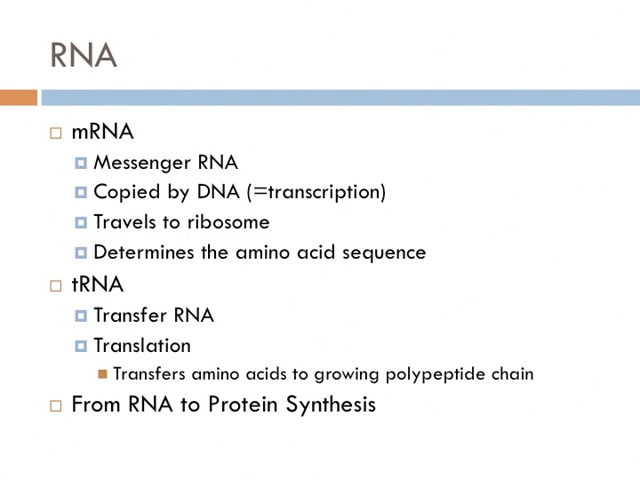 RNA
mRNA
Messenger RNA
Copied by DNA (=transcription)
Travels to ribosome
Determines the amino acid sequence
tRNA
Transfer RNA
Translation
Transfers amino acids to growing polypeptide chain
From RNA to Protein Synthesis